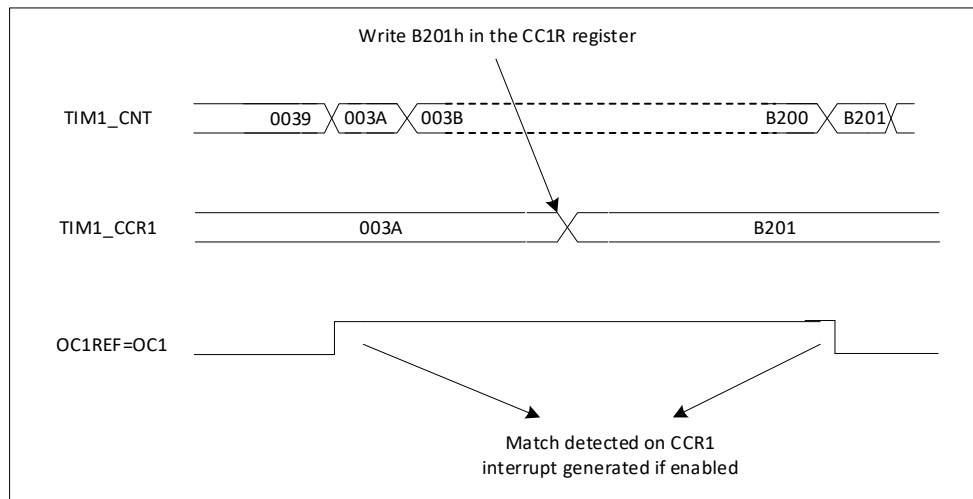 Write B201h in the CC1R register
TIM1_CNT
0039
003A
003B
B200
B201
TIM1_CCR1
003A
B201
OC1REF=OC1
Match detected on CCR1
interrupt generated if enabled